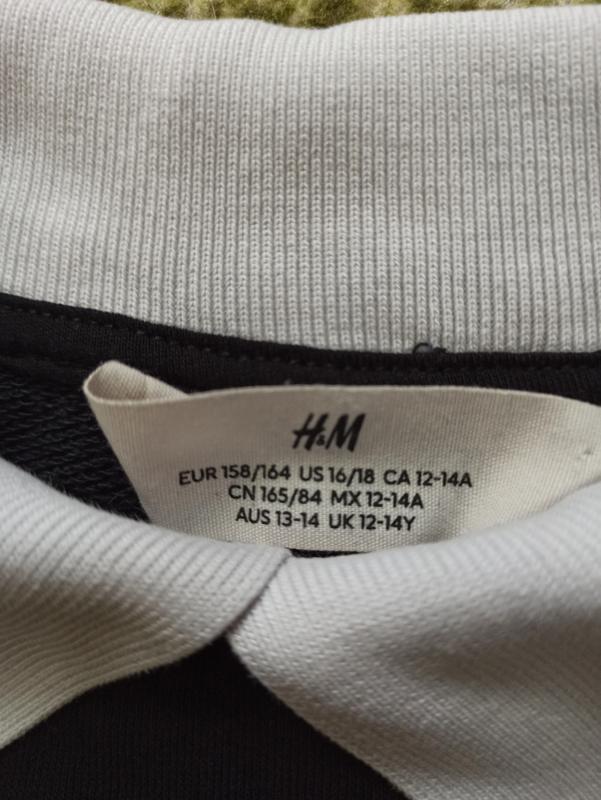 H&M
EUR 158/164 US 16/18 CA 12-14A
CN 165/84 MX 12-14A
AUS 13-14 UK 12-14Y